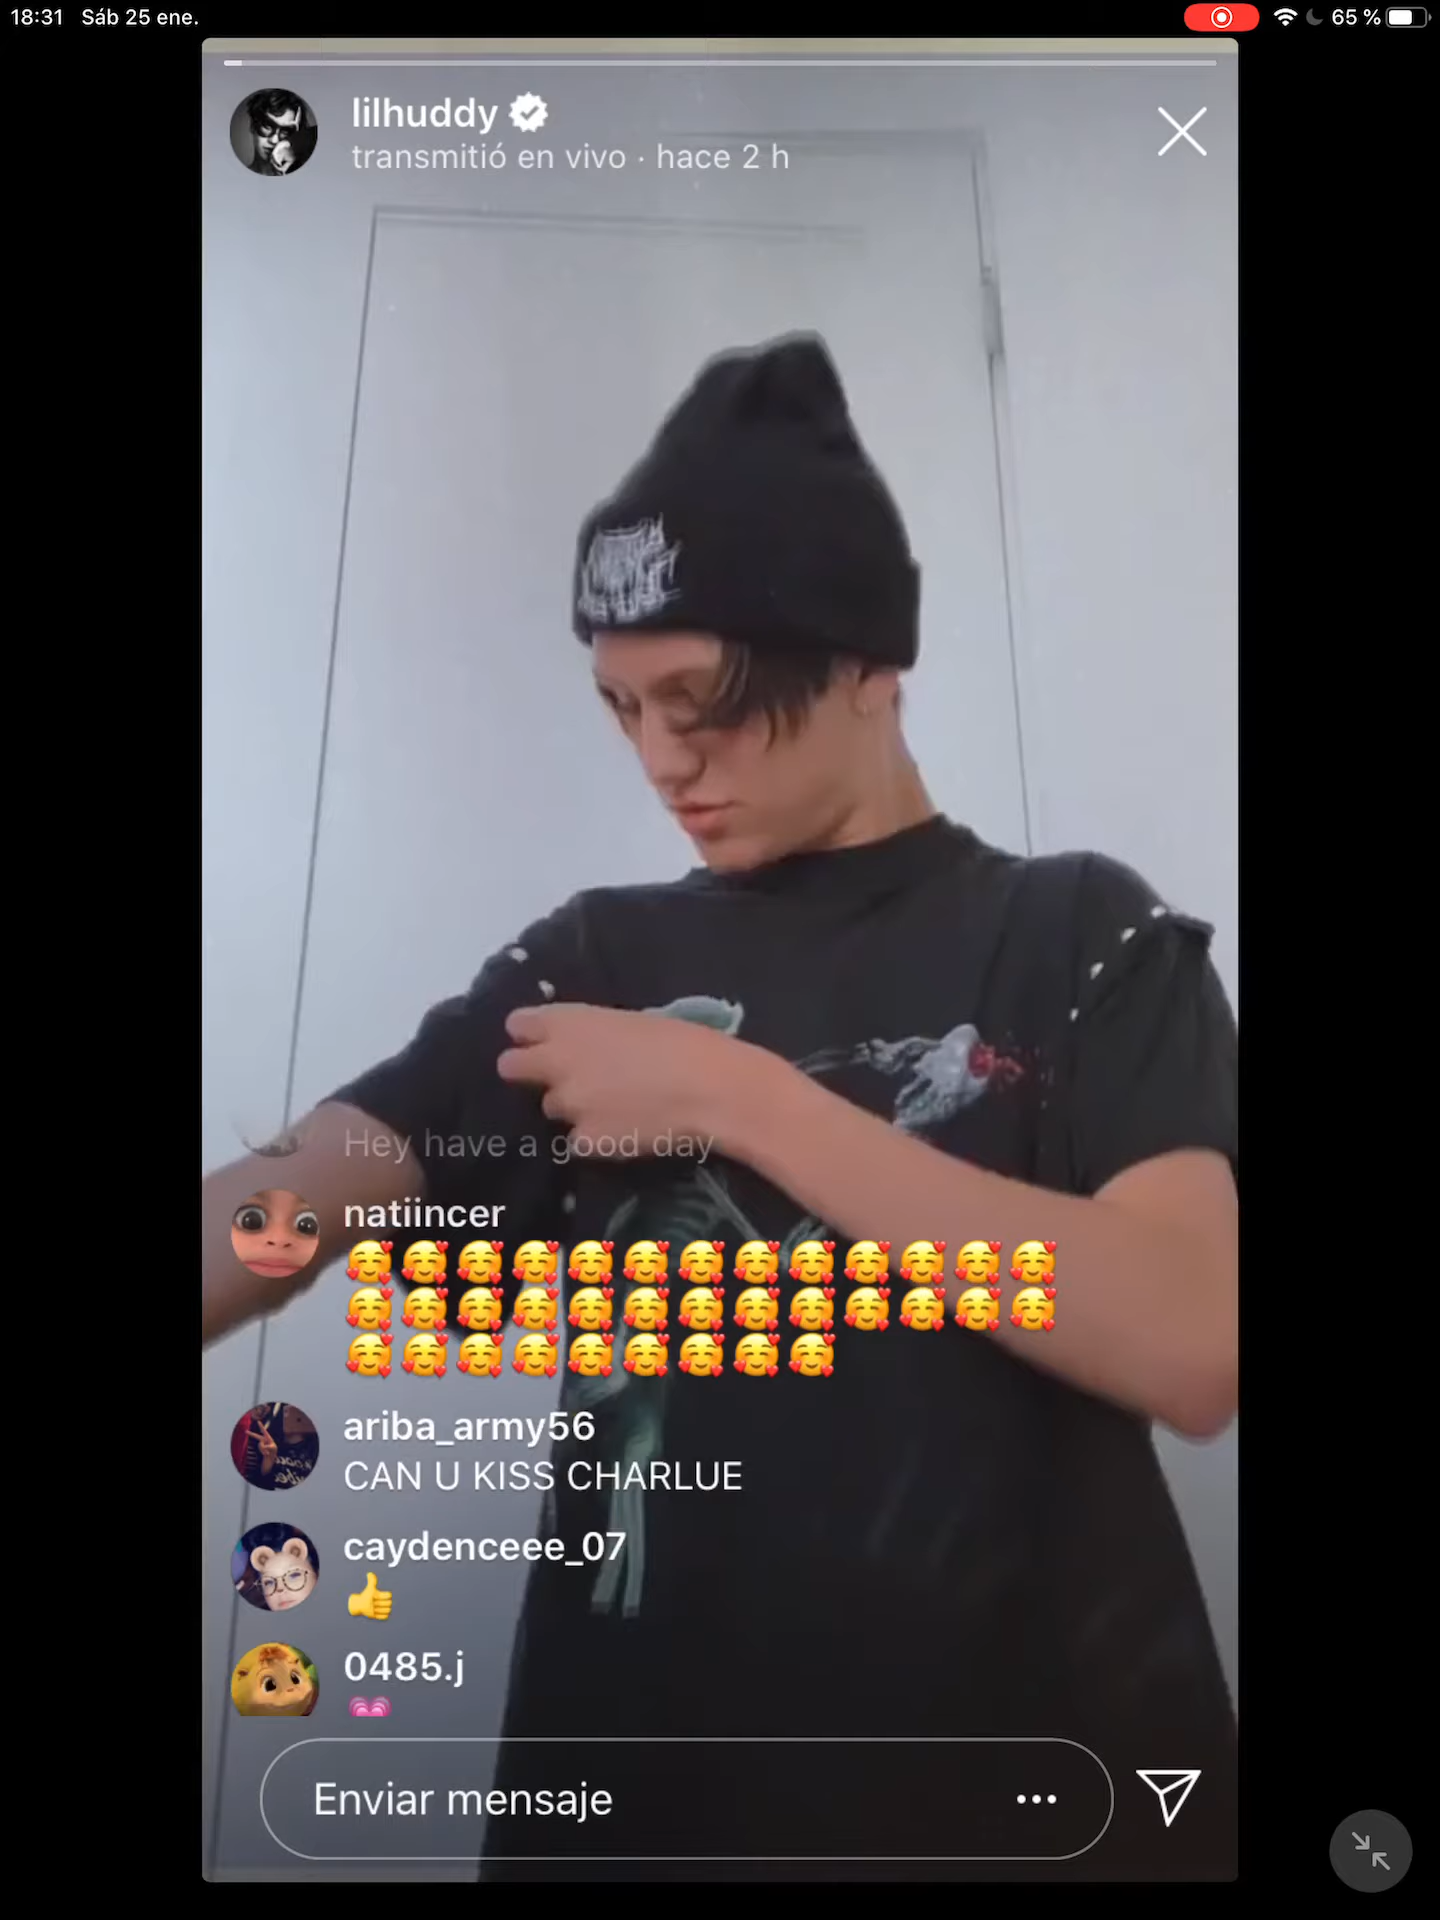 18:31 Sáb 25 ene.
65 %
lilhuddy
transmitió en vivo · hace 2 h
Hey have a good day
natiincer
🥰🥰🥰🥰🥰🥰🥰🥰🥰🥰🥰🥰🥰
🥰🥰🥰🥰🥰🥰🥰🥰🥰🥰🥰🥰🥰
🥰🥰🥰🥰🥰🥰🥰🥰🥰
ariba_army56
CAN U KISS CHARLUE
caydenceee_07
👍
0485.j
💗
Enviar mensaje